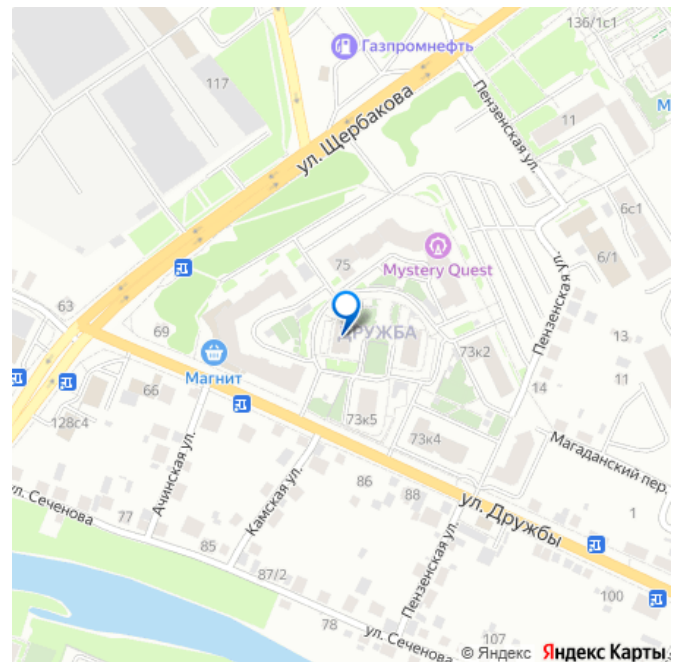 136/1с1
Газпромнефть
117
ул. Щербакова
Пензенская ул.
11
М
6с1
6/1
75
Mystery Quest
Пензенская ул.
63
69
ДРУЖБА
13
73к2
Магнит
11
66
14
128с4
73к5
73к4
Магаданский пер.
Ачинская ул.
Камская ул.
86
88
ул. Дружбы
ул. Сеченова
77
1
85
87/2
Пензенская ул.
100
78
ул. Сеченова
107
© Яндекс Яндекс Карты